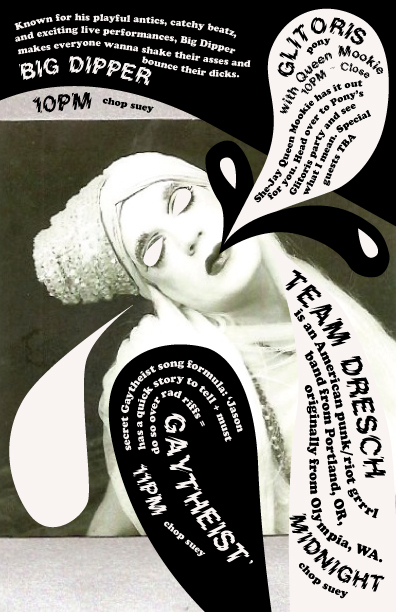 Known for his playful antics, catchy beatz,
and exciting live performances, Big Dipper
makes everyone wanna shake their asses and
bounce their dicks.
BIG DIPPER
10PM chop suey
GLITORIS
pony
with Queen Mookie
10PM - Close
She-Jay Queen Mookie has it out
for you. Head over to Pony's
Glitoris party and see
what I mean. Special
guests TBA
TEAM DRESCH
is an American punk/riot grrrl
band from Portland, OR,
originally from Olympia, WA.
MIDNIGHT
chop suey
secret Gaytheist song formula: 'Jason
has a quick story to tell + must
do so over rad riffs =
GAYTHEIST'
11PM chop suey